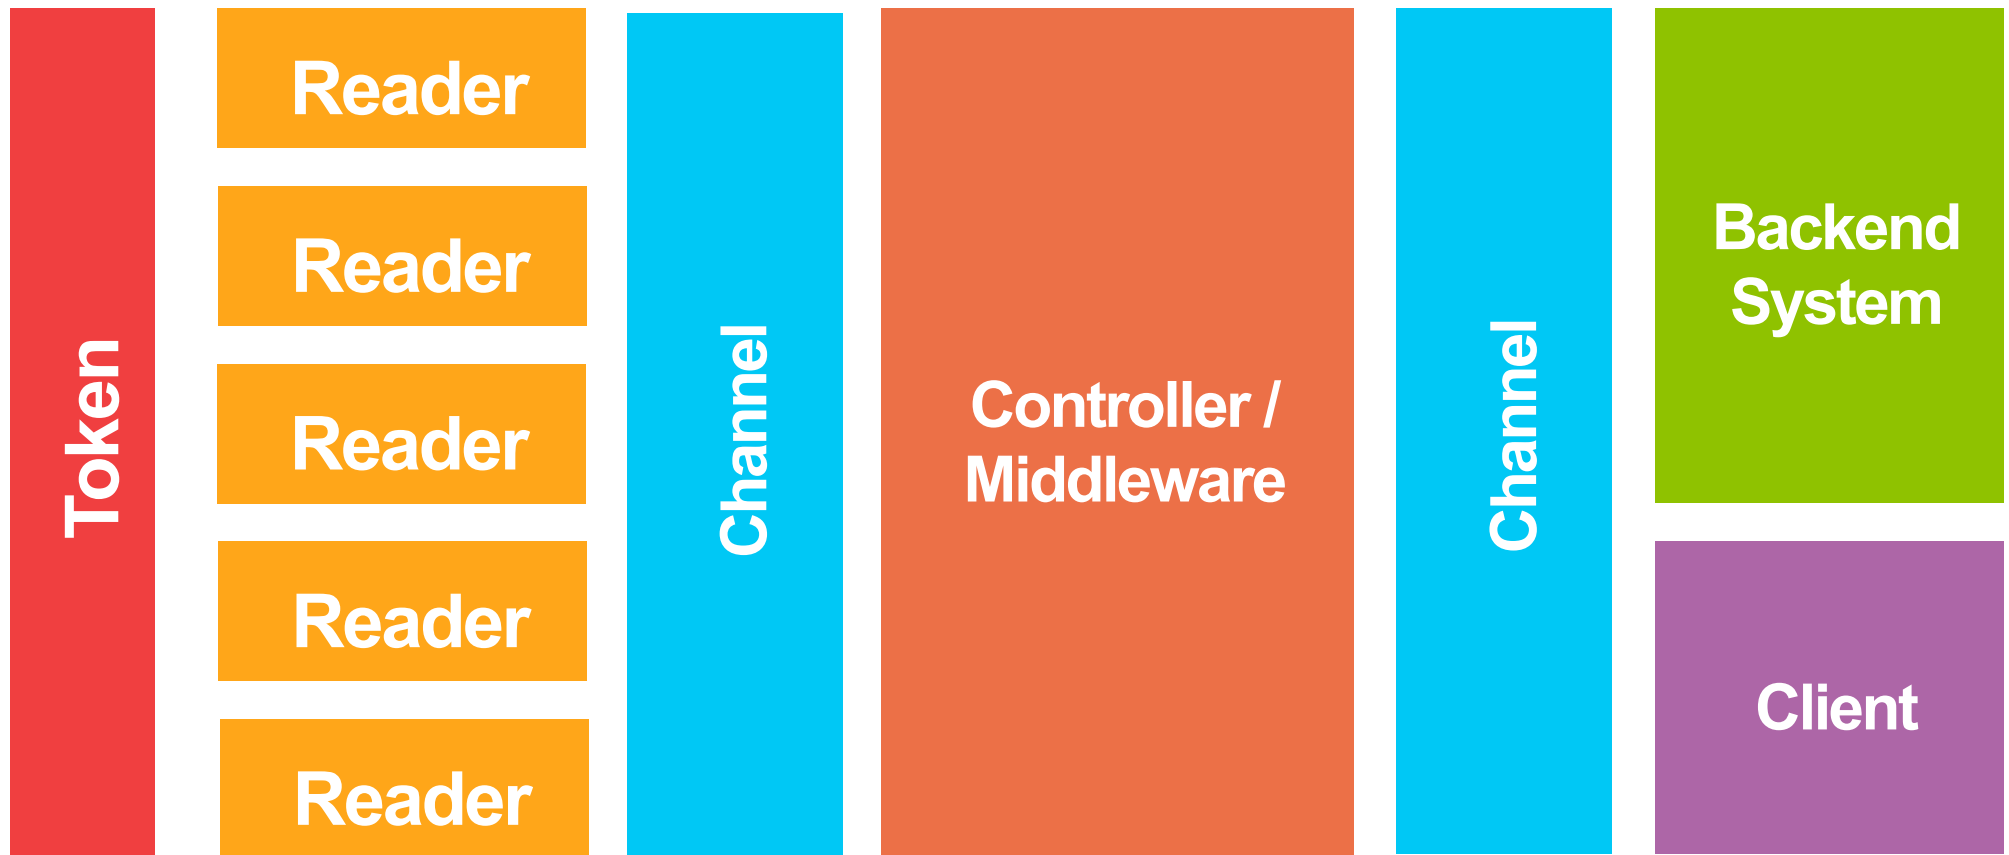 Token
Reader
Reader
Reader
Reader
Reader
Channel
Controller /
Middleware
Channel
Backend
System
Client